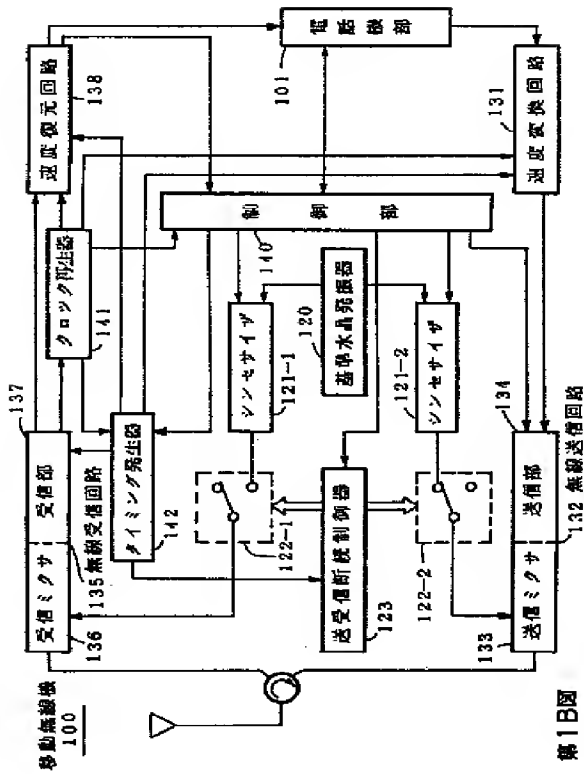 移動無線機
100
136
受信ミクサ
135 無線受信回路
受信部
137
クロック再生器
141
速度復元回路
138
タイミング発生器
142
122-1
シンセサイザ
121-1
制御部
140
電話機部
101
基準水晶発振器
120
送受信断続制御器
123
122-2
シンセサイザ
121-2
133
送信ミクサ
132 無線送信回路
送信部
134
速度変換回路
131
第1B図